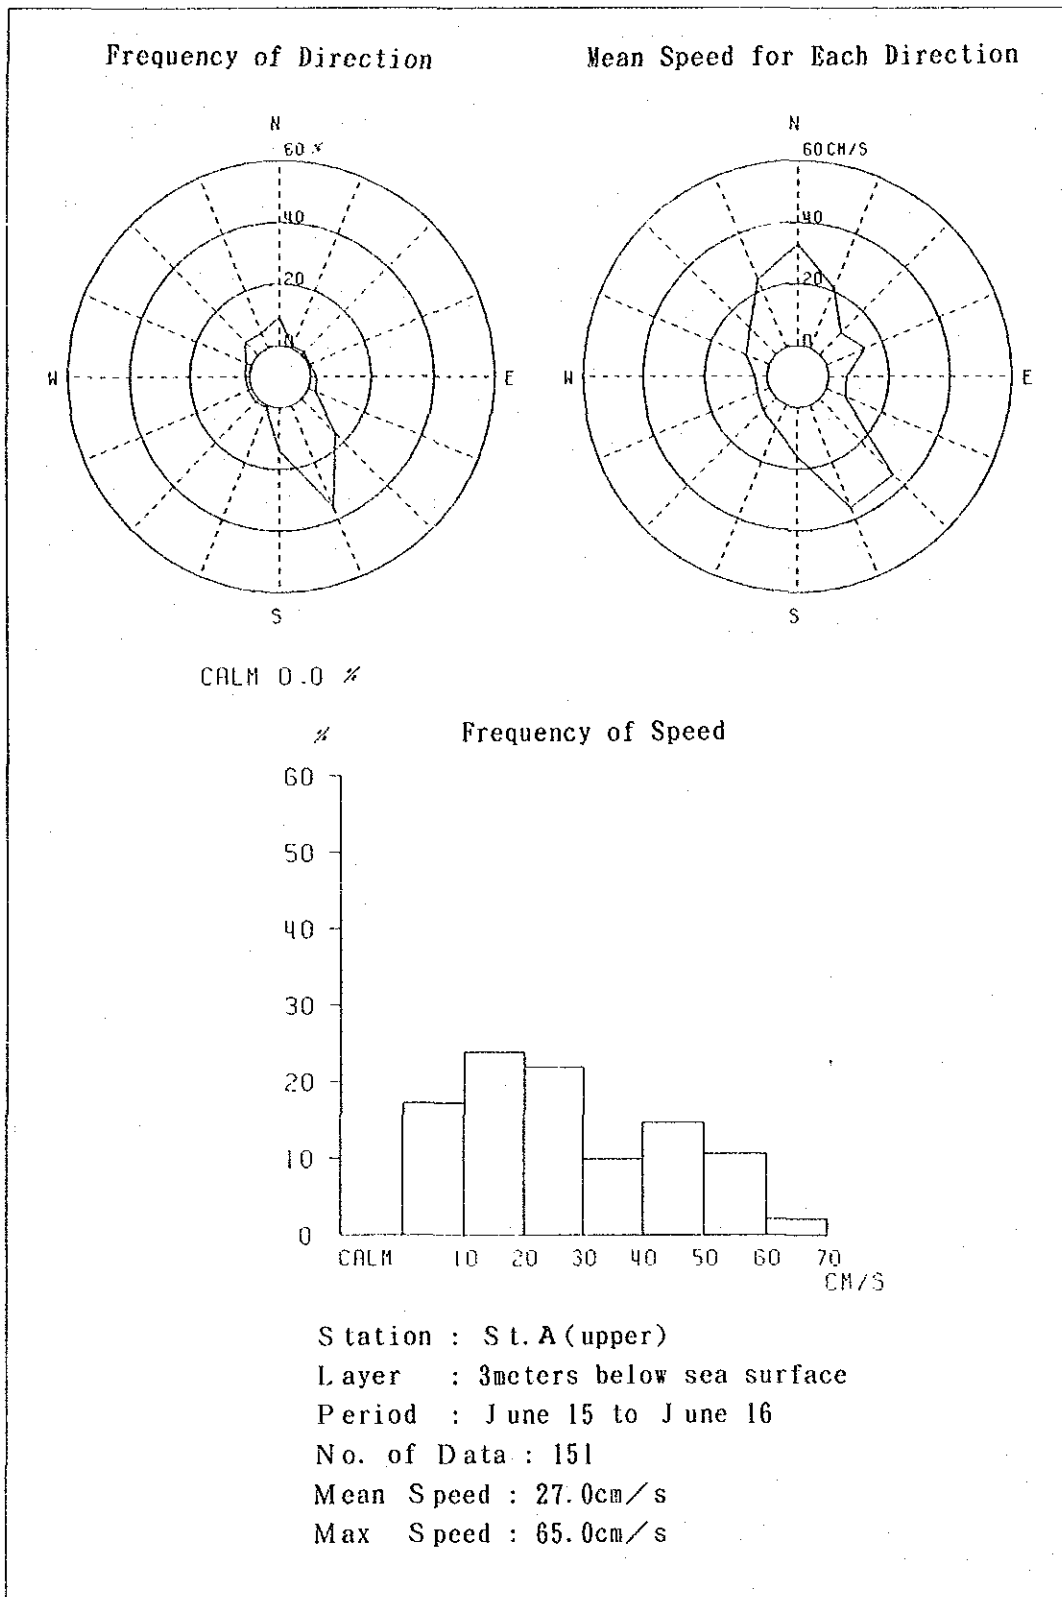 Frequency of Direction
Mean Speed for Each Direction
N
60 %
40
20
0
W
E
S
N
60 CM/S
40
20
0
W
E
S
CALM 0.0 %
%
Frequency of Speed
60
50
40
30
20
10
0
CALM 10 20 30 40 50 60 70
CM/S
Station : St. A (upper)
Layer : 3meters below sea surface
Period : June 15 to June 16
No. of Data : 151
Mean Speed : 27.0cm/s
Max Speed : 65.0cm/s